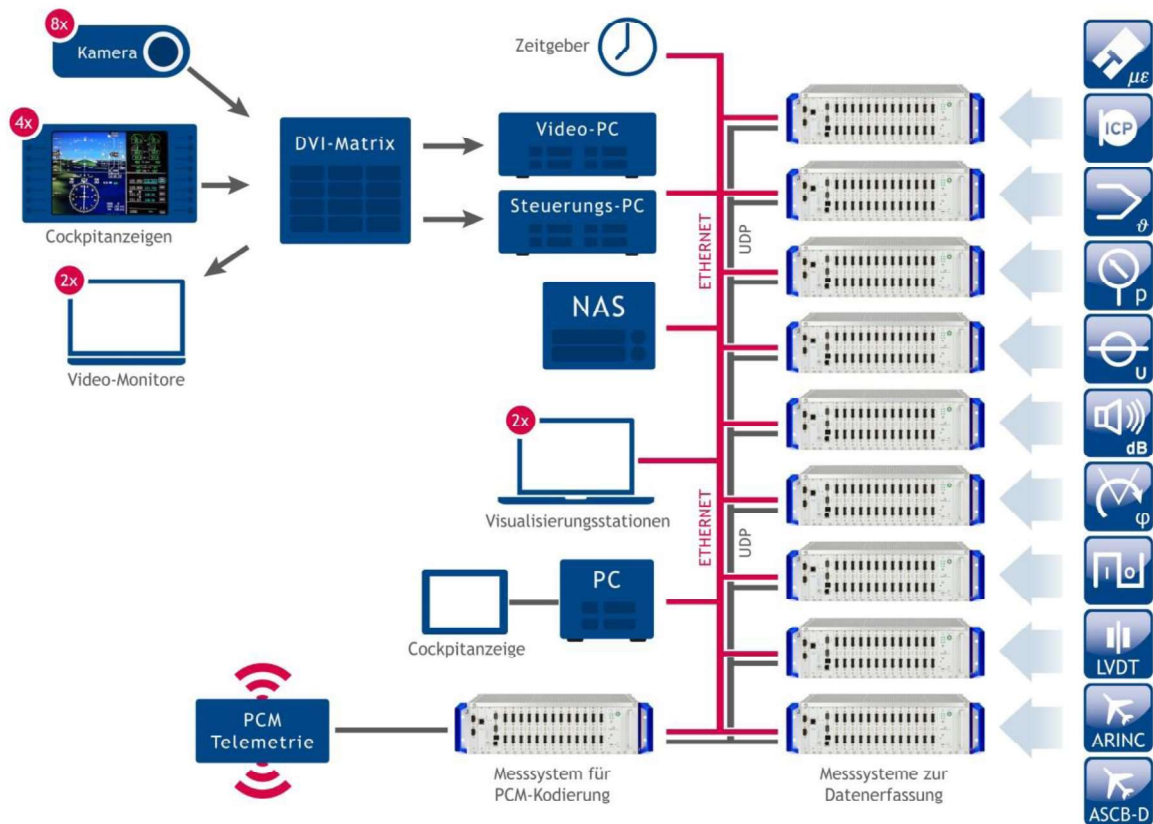 8x
Kamera
4x
Cockpitanzeigen
2x
Video-Monitore
DVI-Matrix
Zeitgeber
Video-PC
Steuerungs-PC
NAS
2x
Visualisierungsstationen
Cockpitanzeige
PC
PCM
Telemetrie
Messsystem für
PCM-Kodierung
ETHERNET
UDP
ETHERNET
UDP
Messsysteme zur
Datenerfassung
με
ICP
ϑ
p
U
dB
φ
I O
LVDT
ARINC
ASCB-D